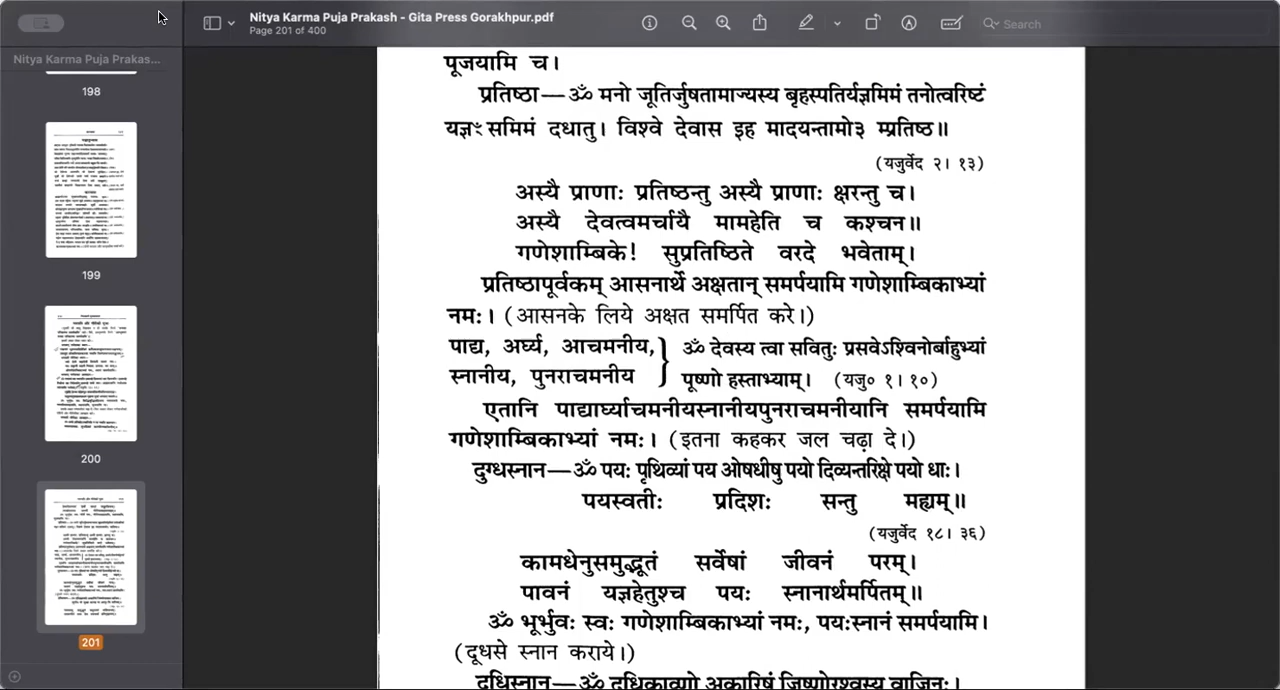 Nitya Karma Puja Prakash - Gita Press Gorakhpur.pdf
Page 201 of 400
Search
Nitya Karma Puja Prakas...
198
199
200
201
पूजयामि च।
प्रतिष्ठा—ॐ मनो जूतिर्जुषतामाज्यस्य बृहस्पतिर्यज्ञमिमं तनोत्वरिष्टं
यज्ञꣳ समिमं दधातु। विश्वे देवास इह मादयन्तामो३ म्प्रतिष्ठ॥
(यजुर्वेद २। १३)
अस्यै प्राणाः प्रतिष्ठन्तु अस्यै प्राणाः क्षरन्तु च।
अस्यै देवत्वमर्चायै मामहेति च कश्चन॥
गणेशाम्बिके! सुप्रतिष्ठिते वरदे भवेताम्।
प्रतिष्ठापूर्वकम् आसनार्थे अक्षतान् समर्पयामि गणेशाम्बिकाभ्यां
नमः। (आसनके लिये अक्षत समर्पित करे।)
पाद्य, अर्घ्य, आचमनीय, } ॐ देवस्य त्वा सवितुः प्रसवेऽश्विनोर्बाहुभ्यां
स्नानीय, पुनराचमनीय पूष्णो हस्ताभ्याम्। (यजु० १। १०)
एतानि पाद्यार्घ्याचमनीयस्नानीयपुनराचमनीयानि समर्पयामि
गणेशाम्बिकाभ्यां नमः। (इतना कहकर जल चढ़ा दे।)
दुग्धस्नान—ॐ पयः पृथिव्यां पय ओषधीषु पयो दिव्यन्तरिक्षे पयो धाः।
पयस्वतीः प्रदिशः सन्तु मह्यम्॥
(यजुर्वेद १८। ३६)
कामधेनुसमुद्भूतं सर्वेषां जीवनं परम्।
पावनं यज्ञहेतुश्च पयः स्नानार्थमर्पितम्॥
ॐ भूर्भुवः स्वः गणेशाम्बिकाभ्यां नमः, पयःस्नानं समर्पयामि।
(दूधसे स्नान कराये।)
दधिस्नान—ॐ दधिक्राव्णो अकारिषं जिष्णोरश्वस्य वाजिनः।